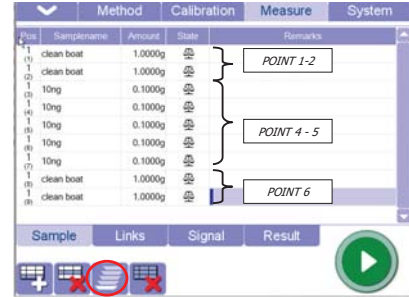 Method Calibration Measure System
Pos Samplename Amount State Remarks
1 (1) clean boat 1.0000g
1 (2) clean boat 1.0000g
1 (3) 10ng 0.1000g
1 (4) 10ng 0.1000g
1 (5) 10ng 0.1000g
1 (6) 10ng 0.1000g
1 (7) 10ng 0.1000g
1 (8) clean boat 1.0000g
1 (9) clean boat 1.0000g
POINT 1-2
POINT 4 - 5
POINT 6
Sample Links Signal Result